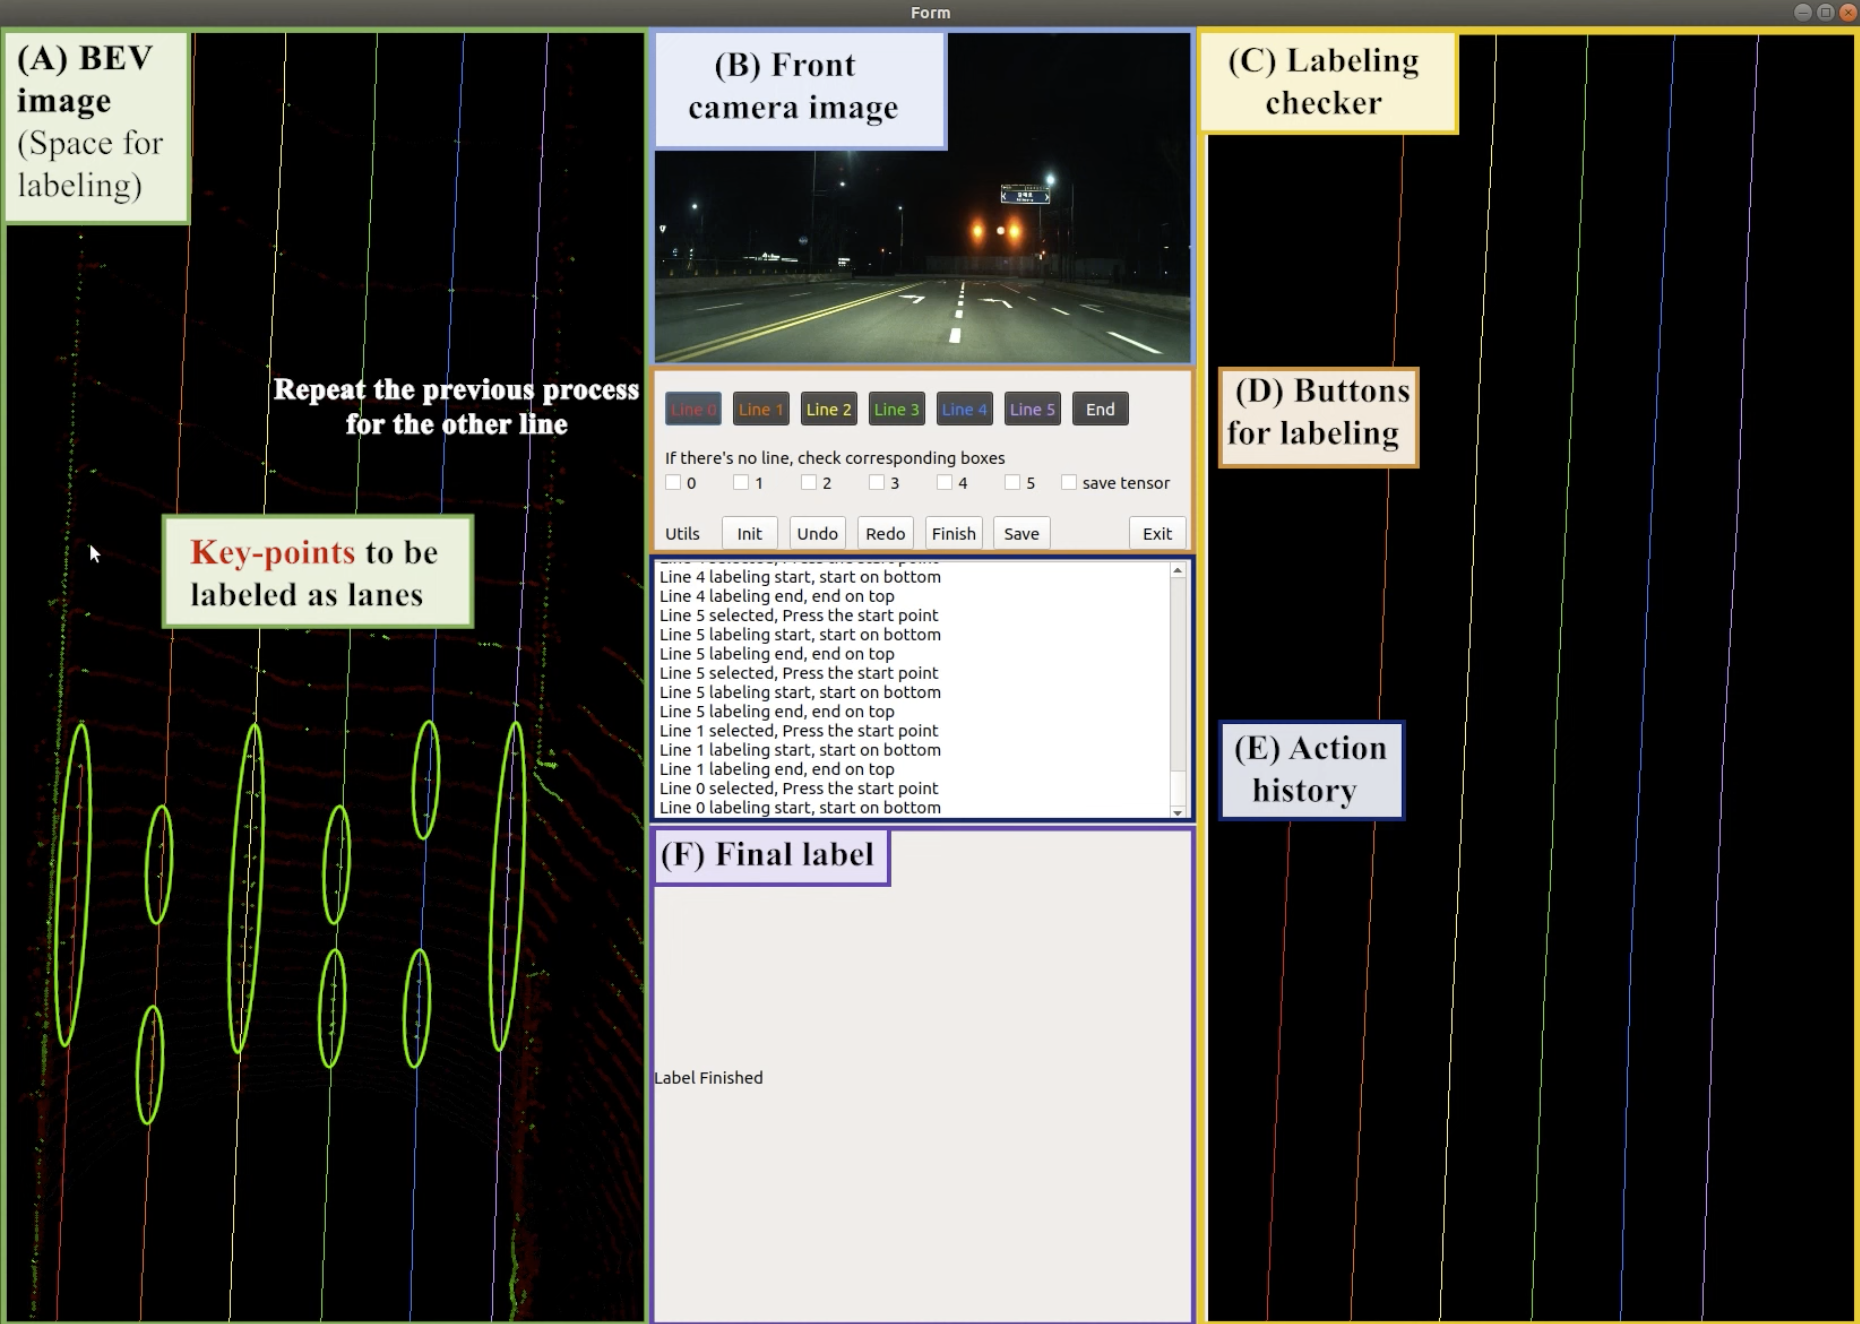 Form
(A) BEV
image
(Space for
labeling)
Repeat the previous process
for the other line
Key-points to be
labeled as lanes
(B) Front
camera image
Line 0 Line 1 Line 2 Line 3 Line 4 Line 5 End
If there's no line, check corresponding boxes
0 1 2 3 4 5 save tensor
Utils Init Undo Redo Finish Save Exit
Line 4 labeling start, start on bottom
Line 4 labeling end, end on top
Line 5 selected, Press the start point
Line 5 labeling start, start on bottom
Line 5 labeling end, end on top
Line 5 selected, Press the start point
Line 5 labeling start, start on bottom
Line 5 labeling end, end on top
Line 1 selected, Press the start point
Line 1 labeling start, start on bottom
Line 1 labeling end, end on top
Line 0 selected, Press the start point
Line 0 labeling start, start on bottom
(F) Final label
Label Finished
(C) Labeling
checker
(D) Buttons
for labeling
(E) Action
history